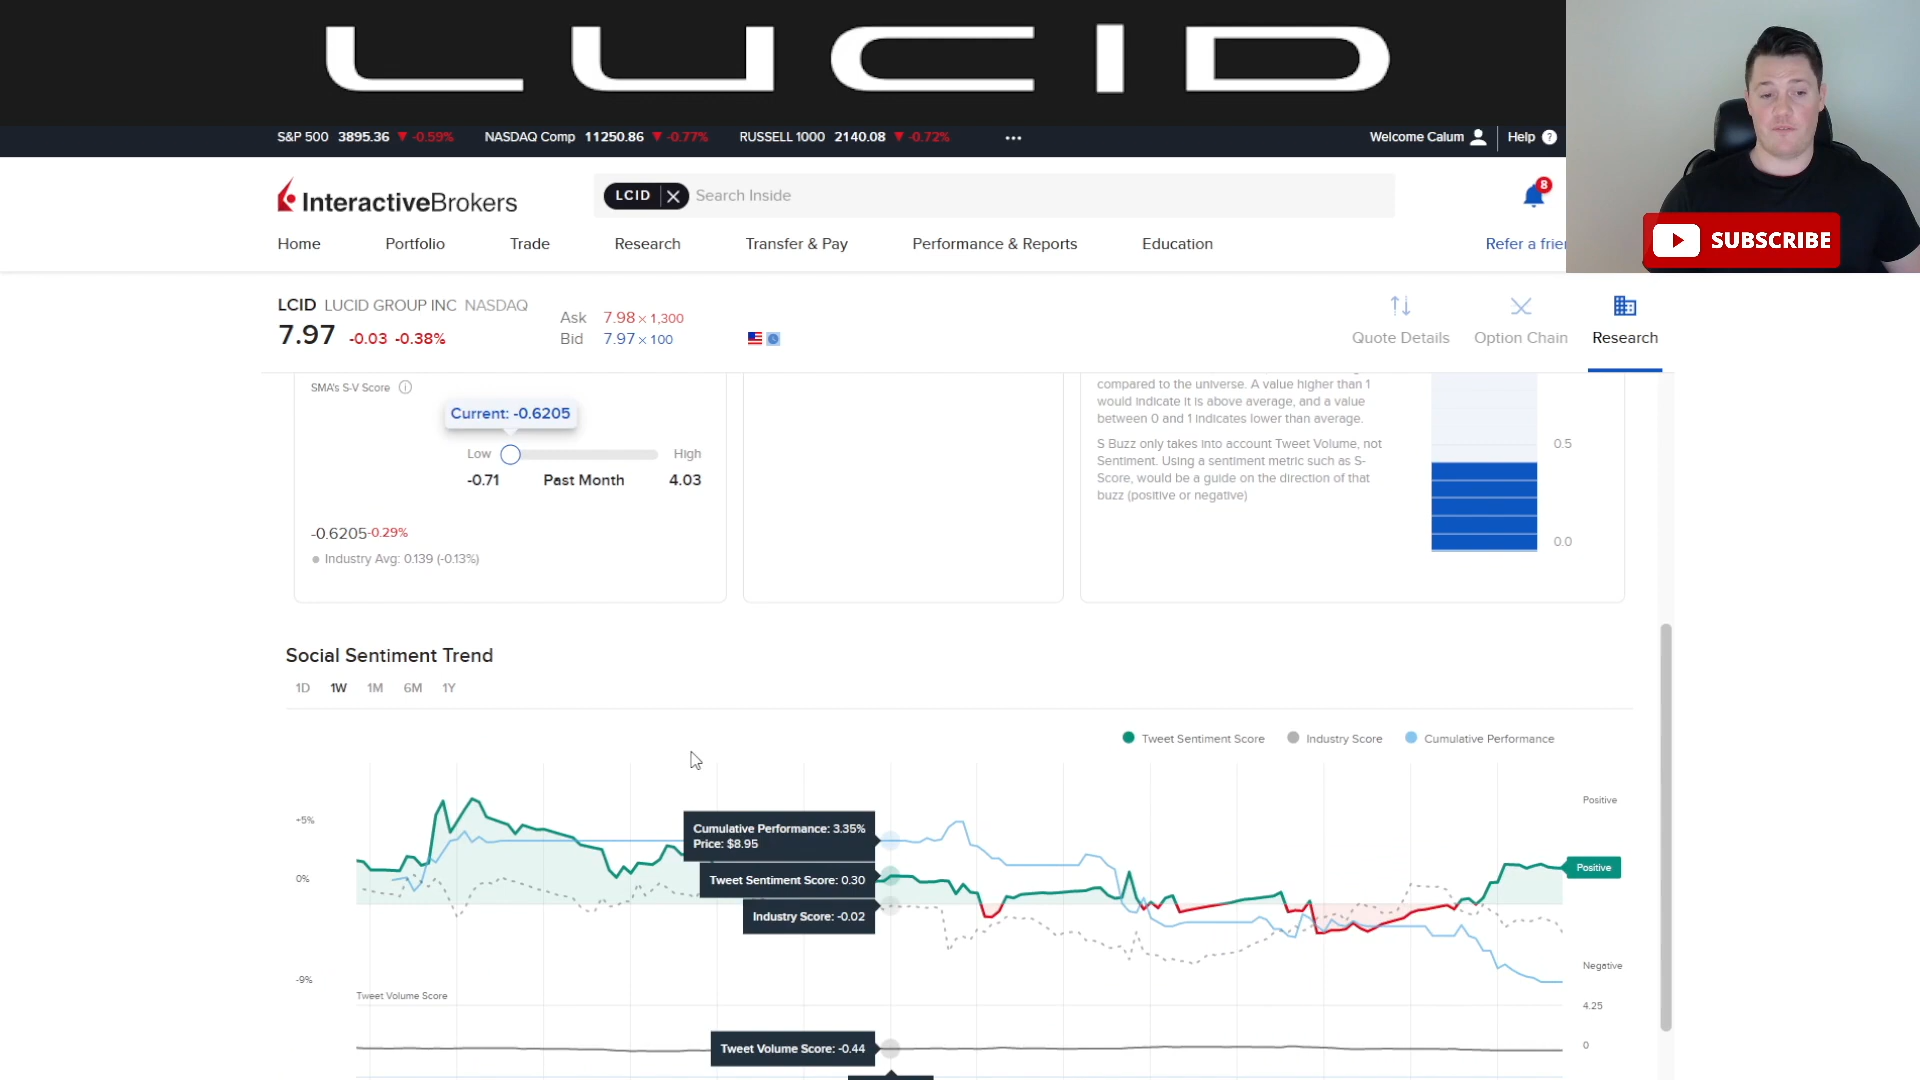 LUCID
S&P 500 3895.36 ▼ -0.59% NASDAQ Comp 11250.86 ▼ -0.77% RUSSELL 1000 2140.08 ▼ -0.72% ••• Welcome Calum Help ?
InteractiveBrokers LCID X Search Inside 8
SUBSCRIBE
Home Portfolio Trade Research Transfer & Pay Performance & Reports Education Refer a frie
LCID LUCID GROUP INC NASDAQ
7.97 -0.03 -0.38%
Ask 7.98 × 1,300
Bid 7.97 × 100
Quote Details Option Chain Research
SMA's S-V Score
Current: -0.6205
Low High
-0.71 Past Month 4.03
-0.6205 -0.29%
Industry Avg: 0.139 (-0.13%)
compared to the universe. A value higher than 1
would indicate it is above average, and a value
between 0 and 1 indicates lower than average.
S Buzz only takes into account Tweet Volume, not
Sentiment. Using a sentiment metric such as S-
Score, would be a guide on the direction of that
buzz (positive or negative)
0.5
0.0
Social Sentiment Trend
1D 1W 1M 6M 1Y
Tweet Sentiment Score Industry Score Cumulative Performance
+5%
0%
-9%
Positive
Cumulative Performance: 3.35%
Price: $8.95
Tweet Sentiment Score: 0.30
Industry Score: -0.02
Positive
Negative
Tweet Volume Score
4.25
Tweet Volume Score: -0.44
0